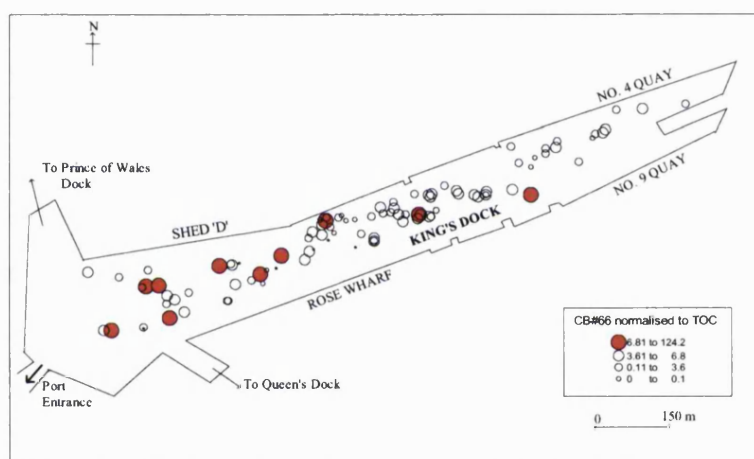 N
NO. 4 QUAY
To Prince of Wales
Dock
NO. 9 QUAY
SHED 'D'
KING'S DOCK
ROSE WHARF
CB#66 normalised to TOC
6.81 to 124.2
3.61 to 6.8
0.11 to 3.6
0 to 0.1
Port
Entrance
To Queen's Dock
0 150 m